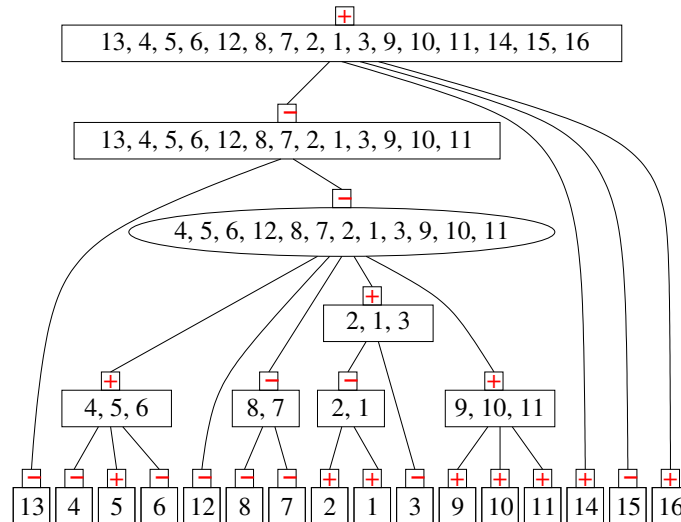 +
13, 4, 5, 6, 12, 8, 7, 2, 1, 3, 9, 10, 11, 14, 15, 16
−
13, 4, 5, 6, 12, 8, 7, 2, 1, 3, 9, 10, 11
−
4, 5, 6, 12, 8, 7, 2, 1, 3, 9, 10, 11
+
2, 1, 3
+ − − +
4, 5, 6 8, 7 2, 1 9, 10, 11
− − + − − − − + + − + + + + − +
13 4 5 6 12 8 7 2 1 3 9 10 11 14 15 16